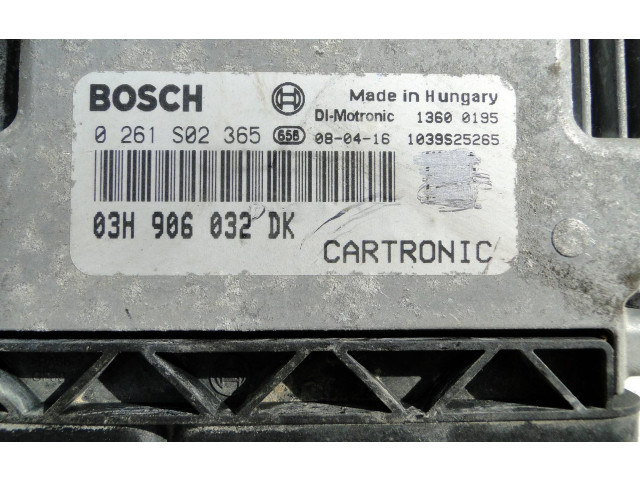 BOSCH
Made in Hungary
DI-Motronic 1360 0195
0 261 S02 365 658 08-04-16 1039S25265
03H 906 032 DK
CARTRONIC